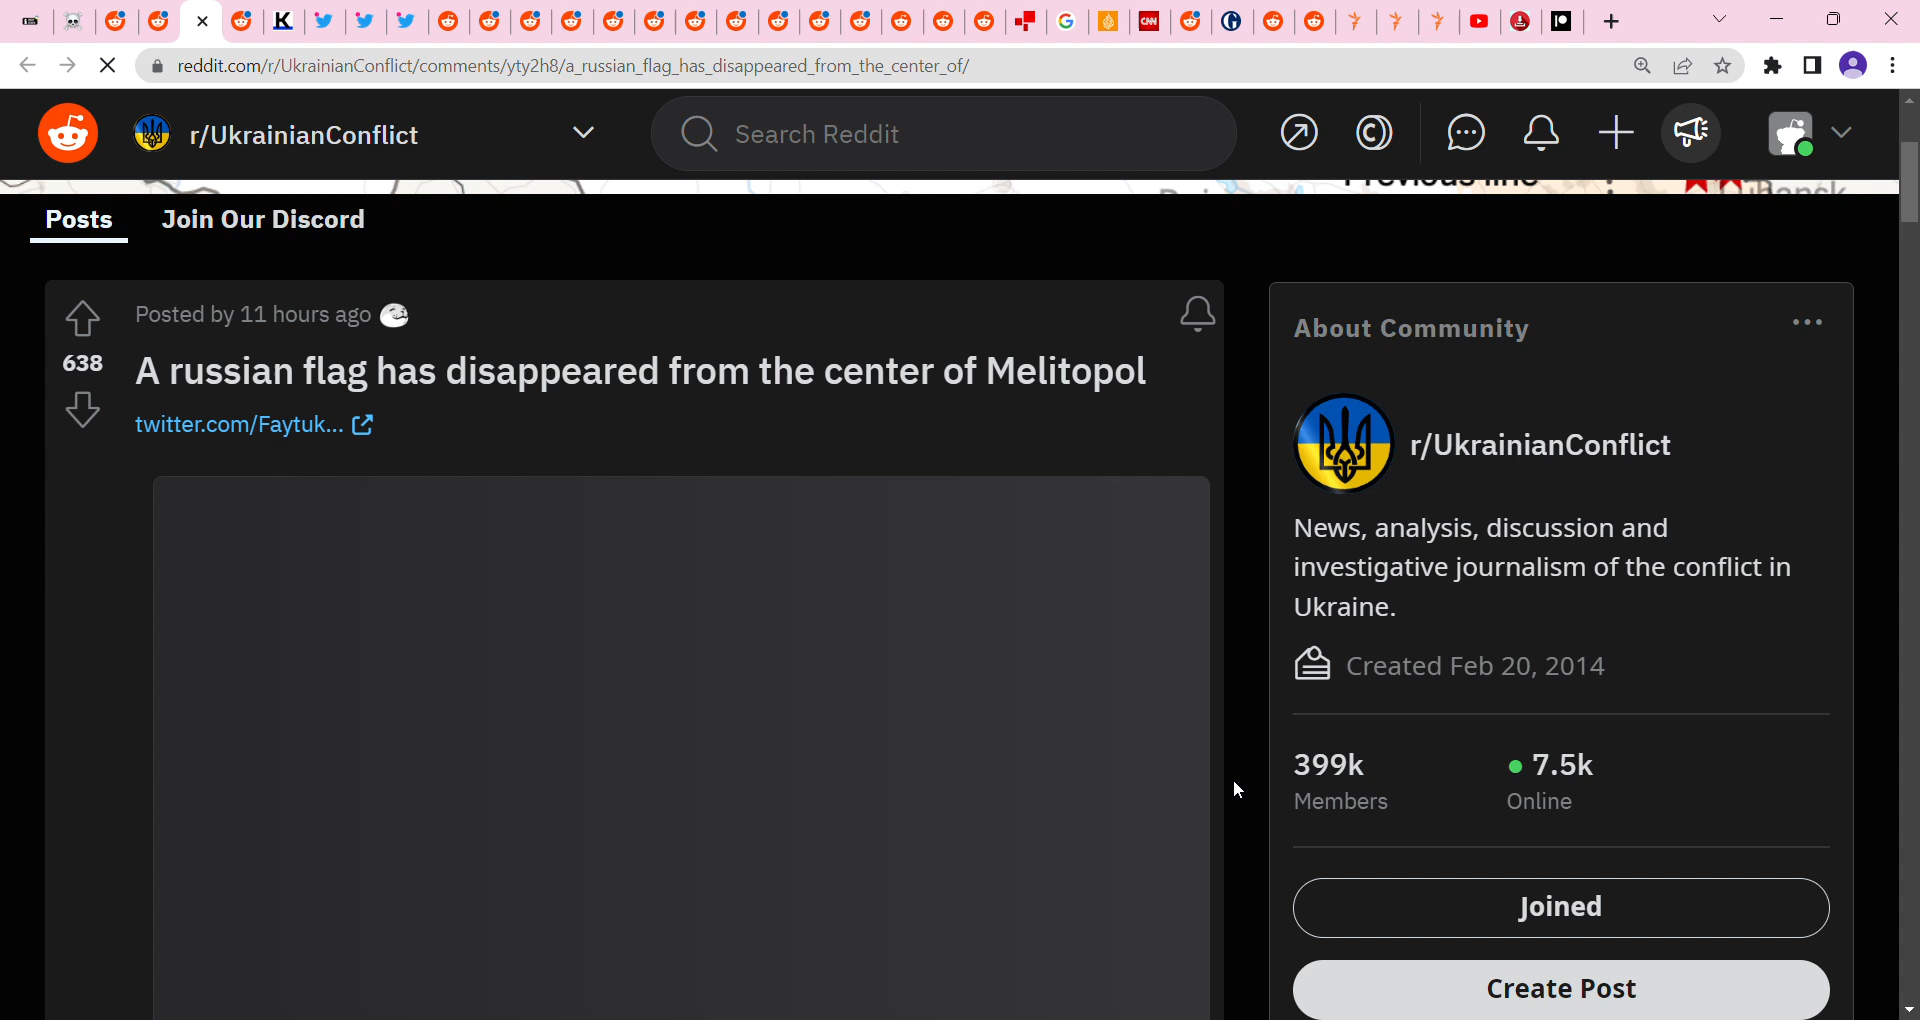 K
CNN
reddit.com/r/UkrainianConflict/comments/yty2h8/a_russian_flag_has_disappeared_from_the_center_of/
r/UkrainianConflict
Search Reddit
Previous line
Posts
Join Our Discord
Posted by 11 hours ago
638
A russian flag has disappeared from the center of Melitopol
twitter.com/Faytuk...
About Community
r/UkrainianConflict
News, analysis, discussion and
investigative journalism of the conflict in
Ukraine.
Created Feb 20, 2014
399k
7.5k
Members
Online
Joined
Create Post